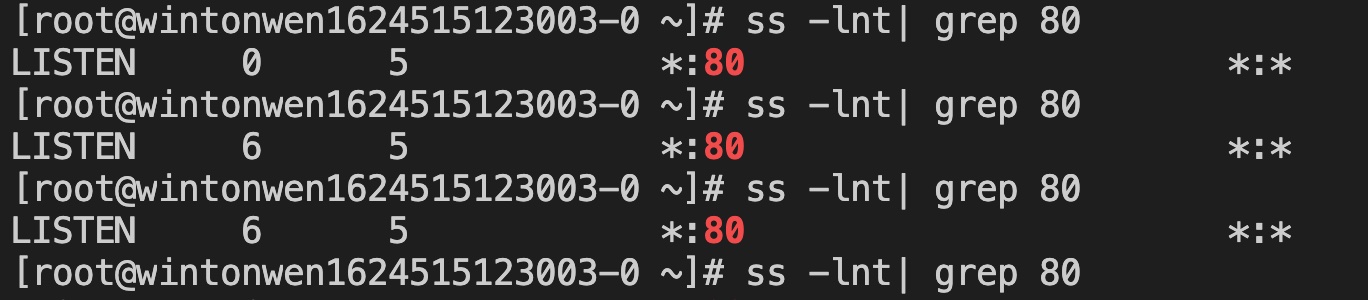 [root@wintonwen1624515123003-0 ~]# ss -lnt| grep 80
LISTEN 0 5 *:80 *:*
[root@wintonwen1624515123003-0 ~]# ss -lnt| grep 80
LISTEN 6 5 *:80 *:*
[root@wintonwen1624515123003-0 ~]# ss -lnt| grep 80
LISTEN 6 5 *:80 *:*
[root@wintonwen1624515123003-0 ~]# ss -lnt| grep 80